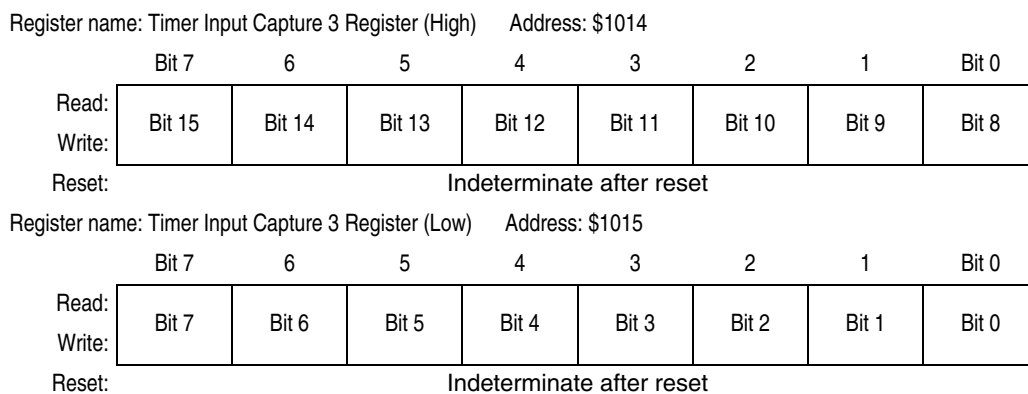 Register name: Timer Input Capture 3 Register (High) Address: $1014
Bit 7 6 5 4 3 2 1 Bit 0
Read:
Bit 15 Bit 14 Bit 13 Bit 12 Bit 11 Bit 10 Bit 9 Bit 8
Write:
Reset: Indeterminate after reset
Register name: Timer Input Capture 3 Register (Low) Address: $1015
Bit 7 6 5 4 3 2 1 Bit 0
Read:
Bit 7 Bit 6 Bit 5 Bit 4 Bit 3 Bit 2 Bit 1 Bit 0
Write:
Reset: Indeterminate after reset